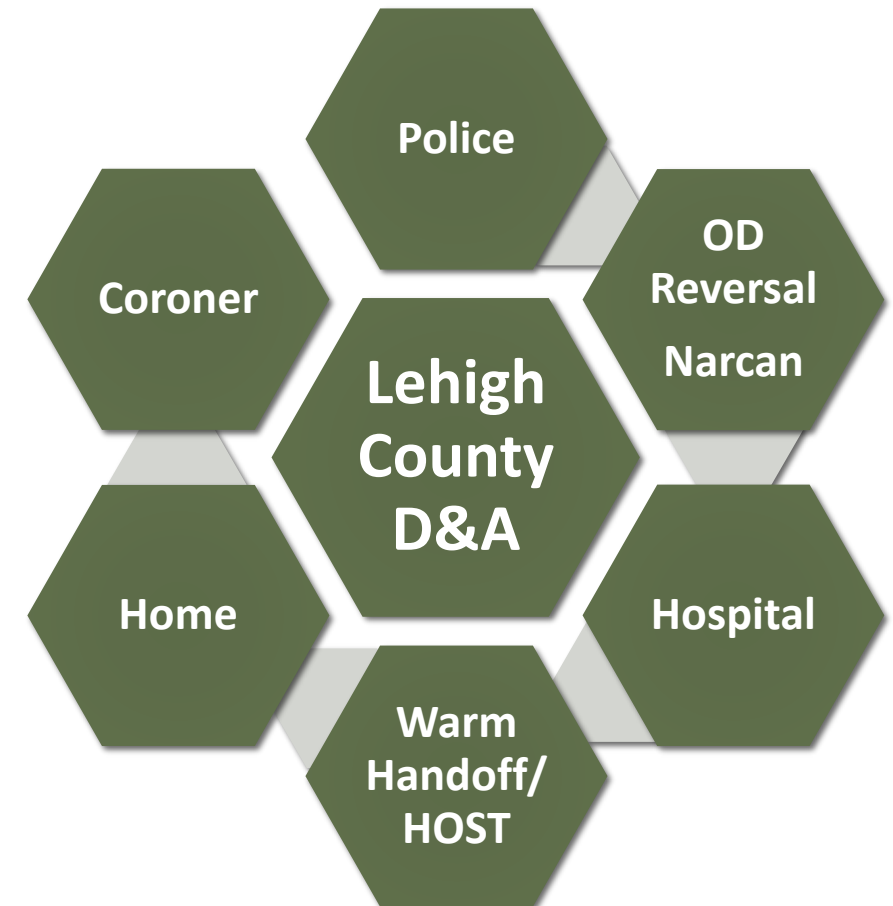 Police
OD
Reversal
Narcan
Coroner
Lehigh
County
D&A
Hospital
Home
Warm
Handoff/
HOST